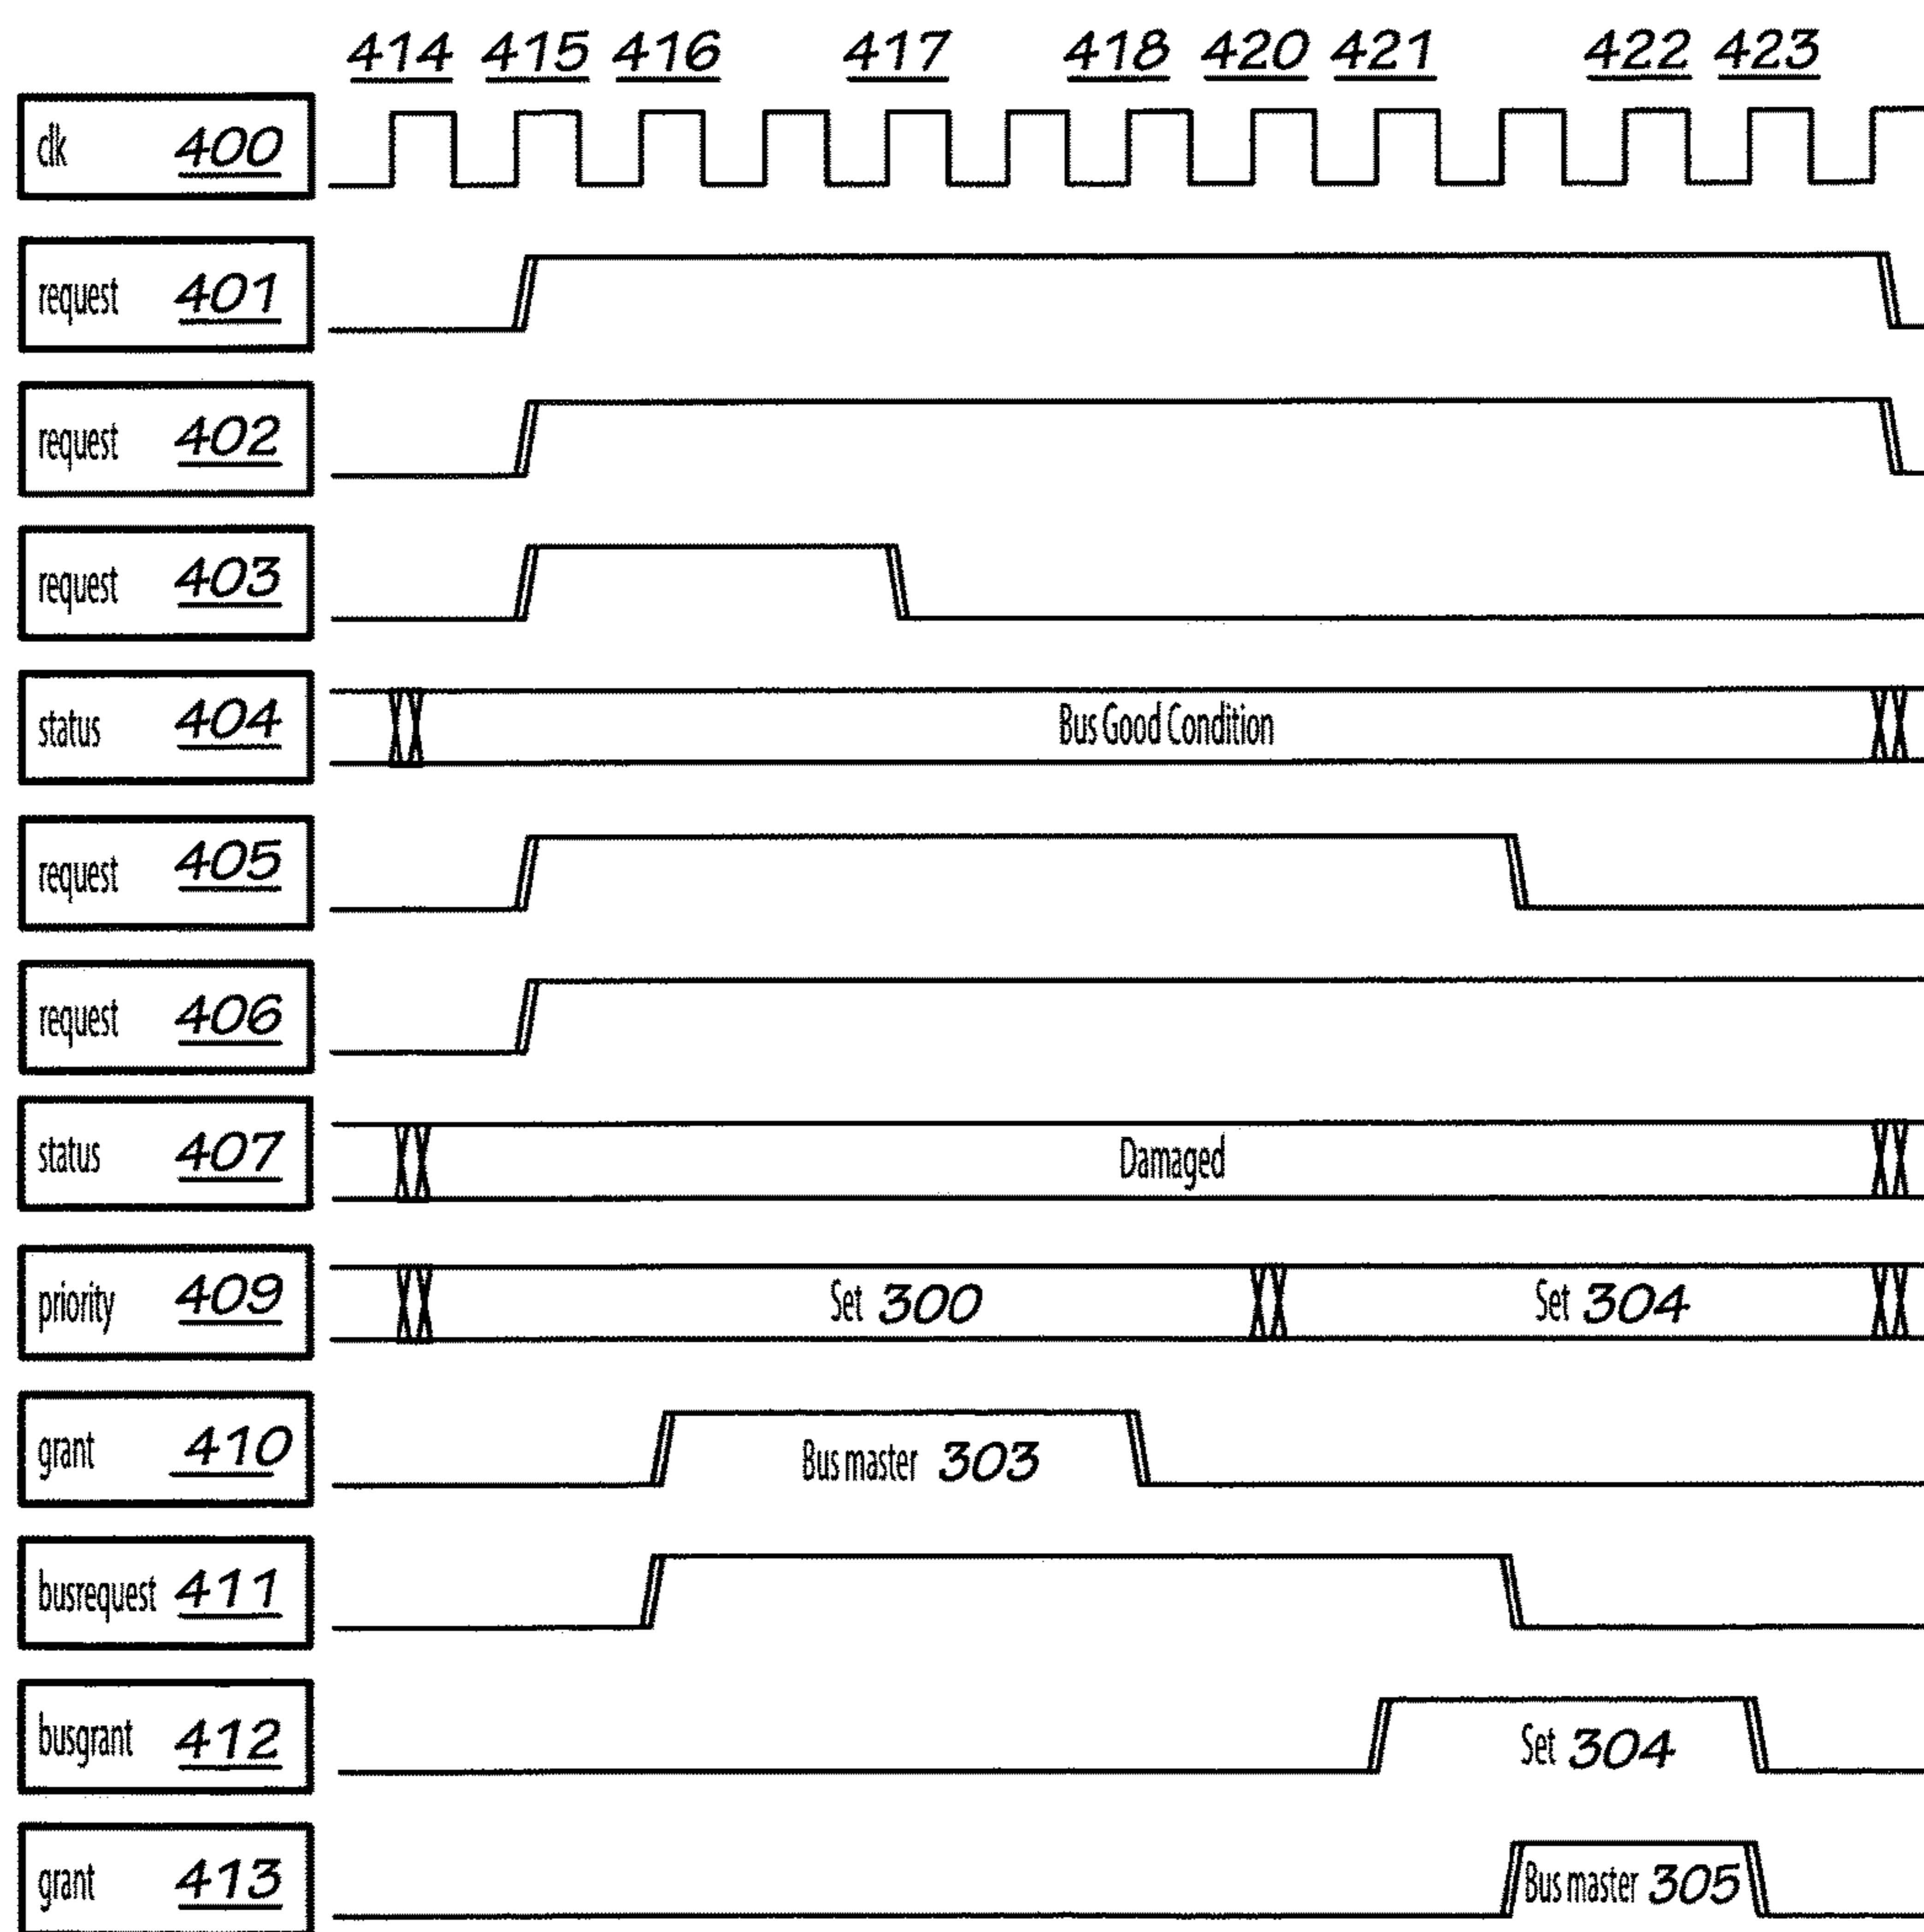 414 415 416 417 418 420 421 422 423
clk 400
request 401
request 402
request 403
status 404 Bus Good Condition
request 405
request 406
status 407 Damaged
priority 409 Set 300 Set 304
grant 410 Bus master 303
busrequest 411
busgrant 412 Set 304
grant 413 Bus master 305